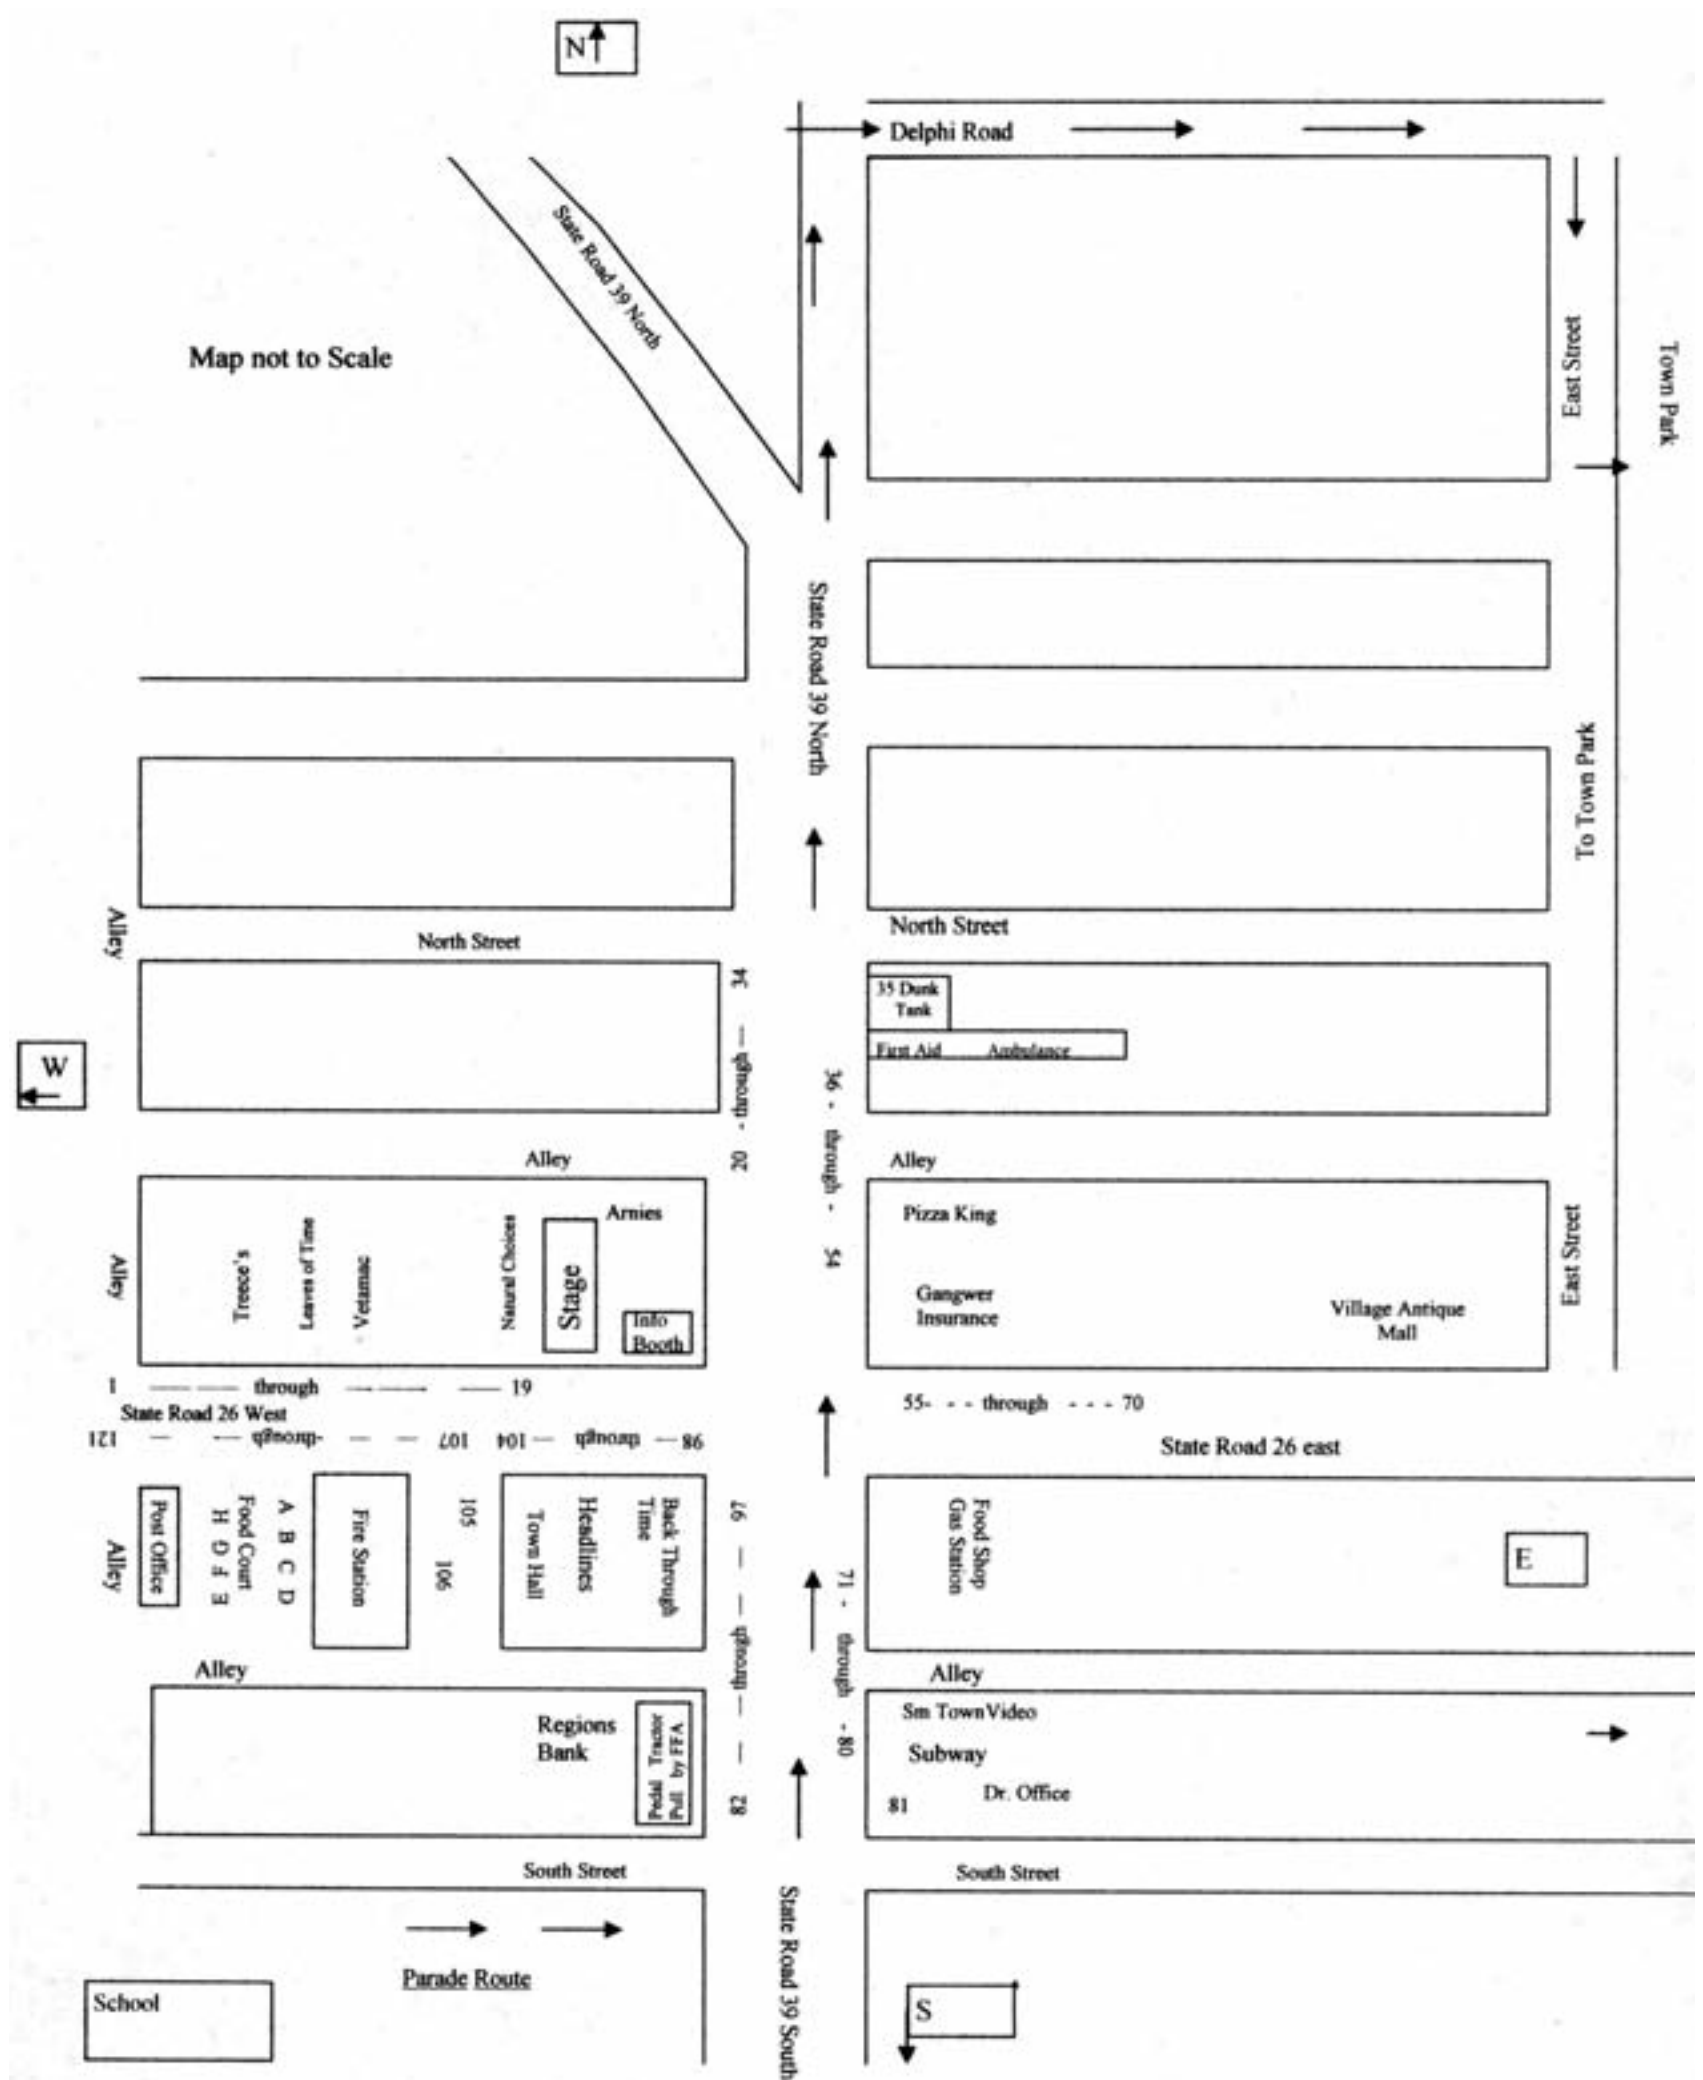 N
Delphi Road
State Road 39 North
Map not to Scale
East Street
Town Park
State Road 39 North
To Town Park
Alley
North Street
North Street
34
20 - through —
35 Dunk
Tank
First Aid Ambulance
W
36 - through - 54
Alley
Alley
Alley
Treece's
Leaves of Time
Natural Choices
Stage
Arnies
Info
Booth
Pizza King
Gangwer
Insurance
Village Antique
Mall
East Street
1 — — — through — — — — 19
55- - - through - - - 70
State Road 26 West
121 — — through - — — 107 104 — through — 98
State Road 26 east
Alley
Post Office
A B C D
Food Court
H G F E
Fire Station
105
106
Town Hall
Headlines
Back Through
Time
97 — — through — — 82
71 - through - 80
Food Shop
Gas Station
E
Alley
Alley
Regions
Bank
Pedal Tractor
Pull by FFA
Sm Town Video
Subway
Dr. Office
81
South Street
South Street
State Road 39 South
Parade Route
School
S